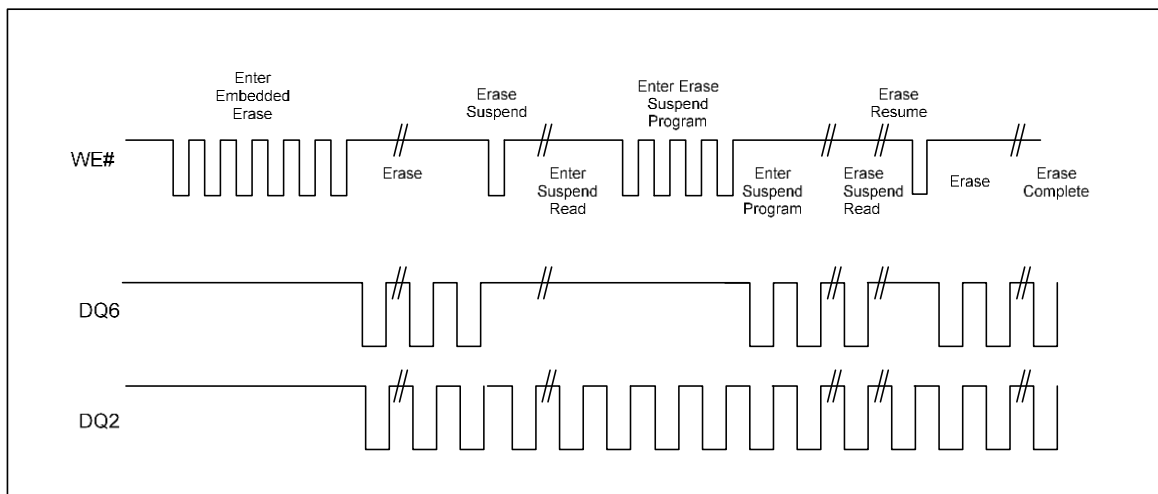 Enter
Embedded
Erase
Erase
Suspend
Enter Erase
Suspend
Program
Erase
Resume
WE#
Erase
Enter
Suspend
Read
Enter
Suspend
Program
Erase
Suspend
Read
Erase
Erase
Complete
DQ6
DQ2